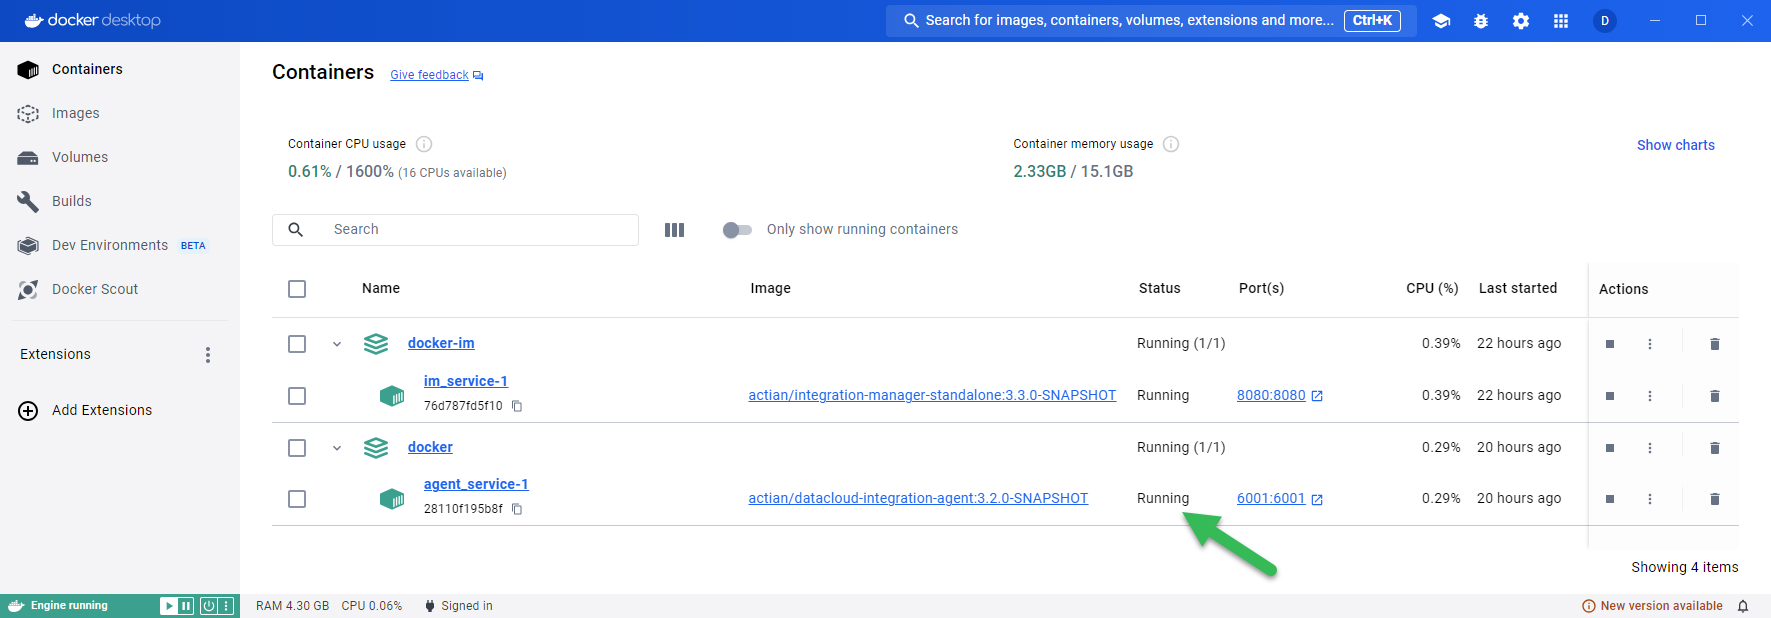 docker desktop
Search for images, containers, volumes, extensions and more... Ctrl+K
D
Containers
Images
Volumes
Builds
Dev Environments BETA
Docker Scout
Extensions
Add Extensions
Containers Give feedback
Container CPU usage
0.61% / 1600% (16 CPUs available)
Container memory usage
2.33GB / 15.1GB
Show charts
Search
Only show running containers
Name Image Status Port(s) CPU (%) Last started Actions
docker-im Running (1/1) 0.39% 22 hours ago
im_service-1
76d787fd5f10
actian/integration-manager-standalone:3.3.0-SNAPSHOT Running 8080:8080 0.39% 22 hours ago
docker Running (1/1) 0.29% 20 hours ago
agent_service-1
28110f195b8f
actian/datacloud-integration-agent:3.2.0-SNAPSHOT Running 6001:6001 0.29% 20 hours ago
Showing 4 items
Engine running
RAM 4.30 GB CPU 0.06% Signed in
New version available